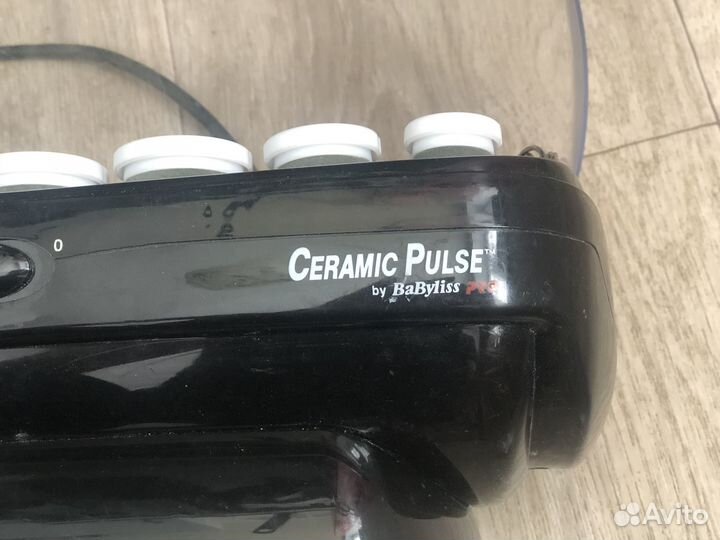 0
CERAMIC PULSE™
by BaByliss PRO
Avito